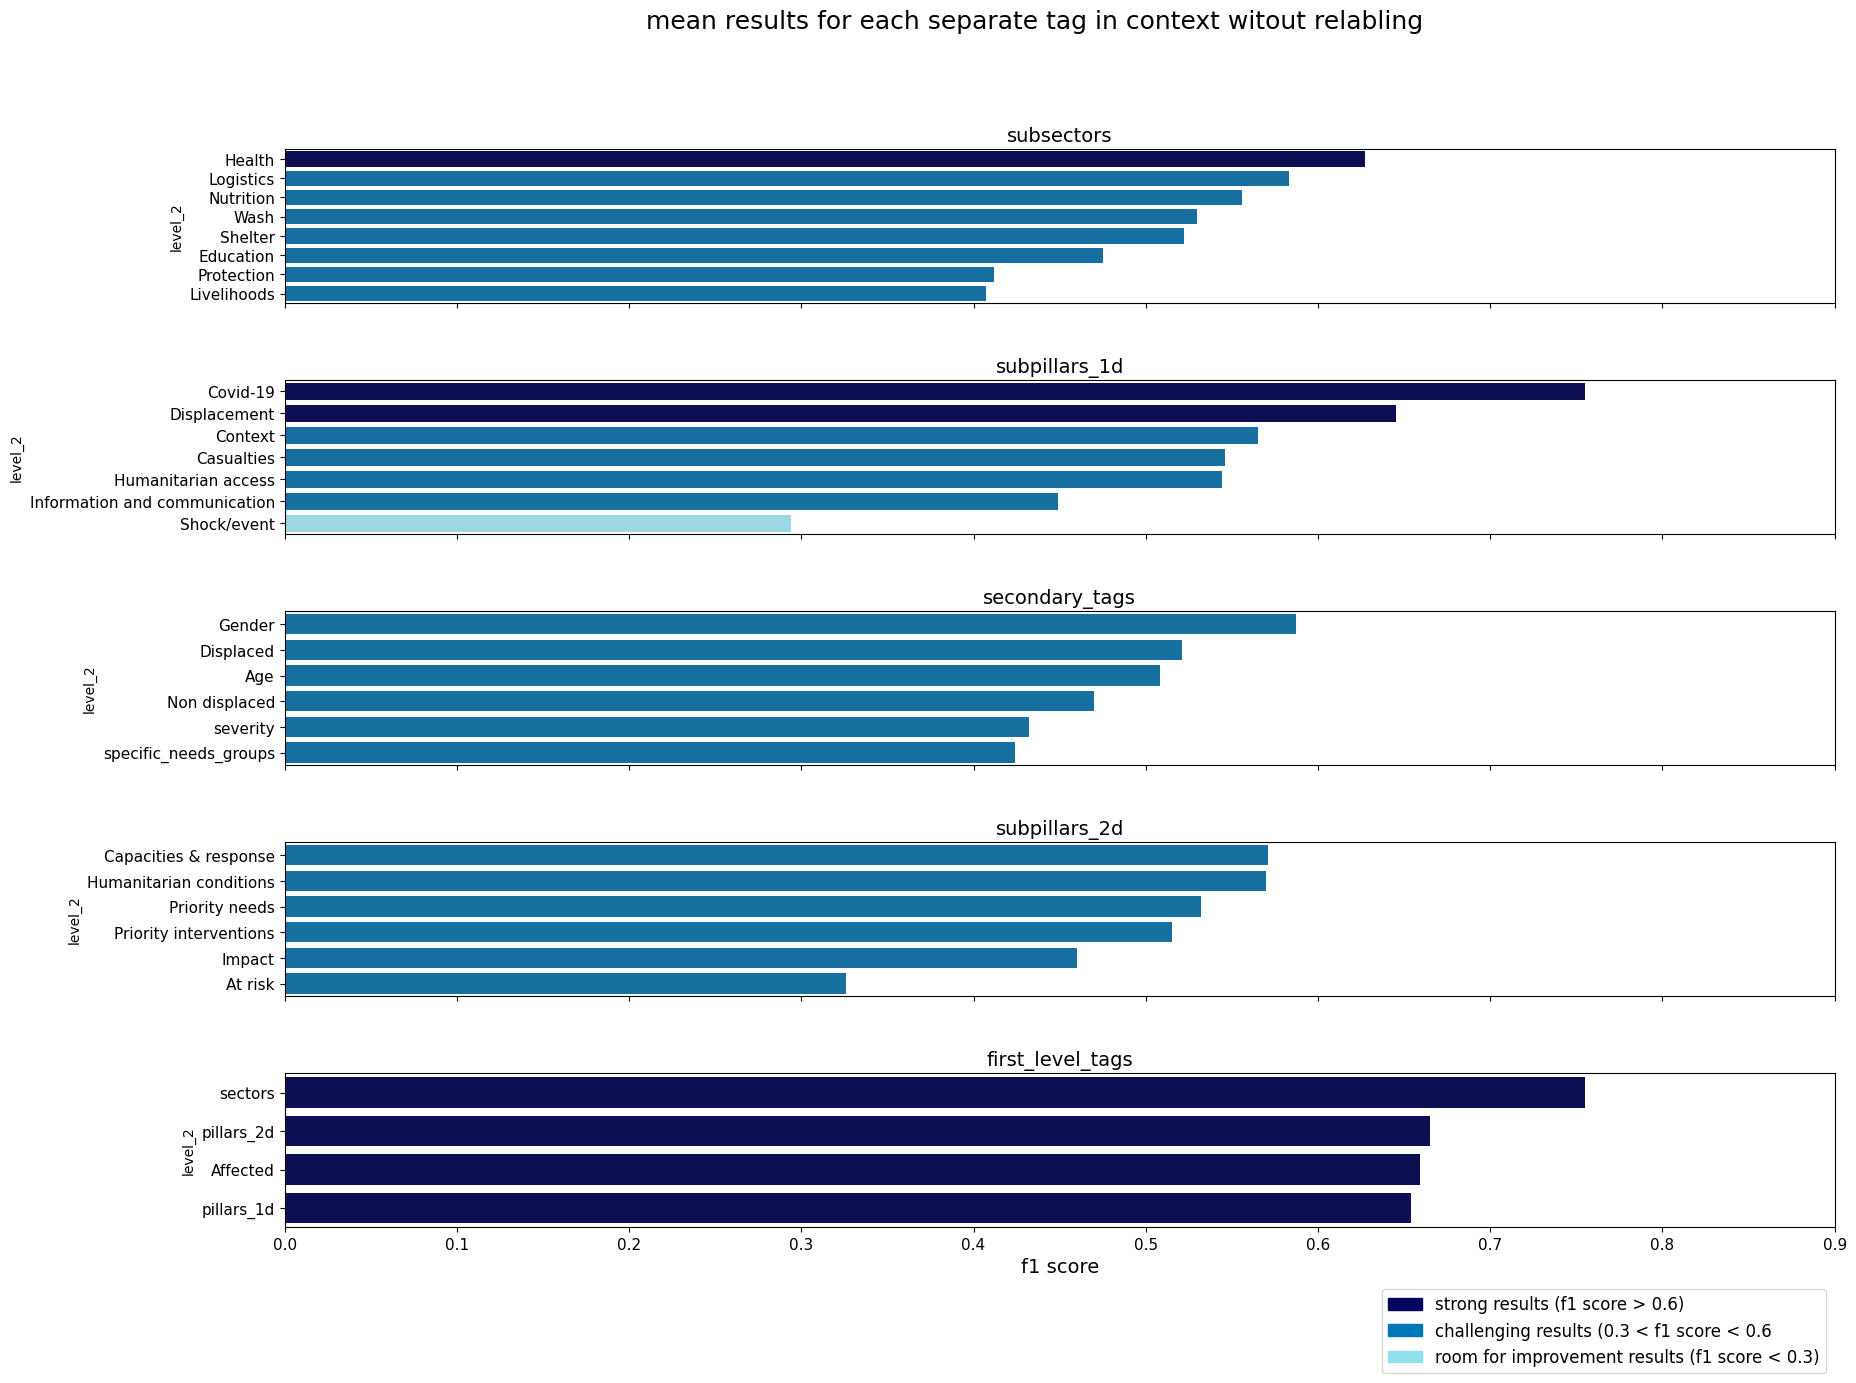 mean results for each separate tag in context witout relabling
subsectors
level_2
Health
Logistics
Nutrition
Wash
Shelter
Education
Protection
Livelihoods
subpillars_1d
level_2
Covid-19
Displacement
Context
Casualties
Humanitarian access
Information and communication
Shock/event
secondary_tags
level_2
Gender
Displaced
Age
Non displaced
severity
specific_needs_groups
subpillars_2d
level_2
Capacities & response
Humanitarian conditions
Priority needs
Priority interventions
Impact
At risk
first_level_tags
level_2
sectors
pillars_2d
Affected
pillars_1d
0.0 0.1 0.2 0.3 0.4 0.5 0.6 0.7 0.8 0.9
f1 score
strong results (f1 score > 0.6)
challenging results (0.3 < f1 score < 0.6
room for improvement results (f1 score < 0.3)